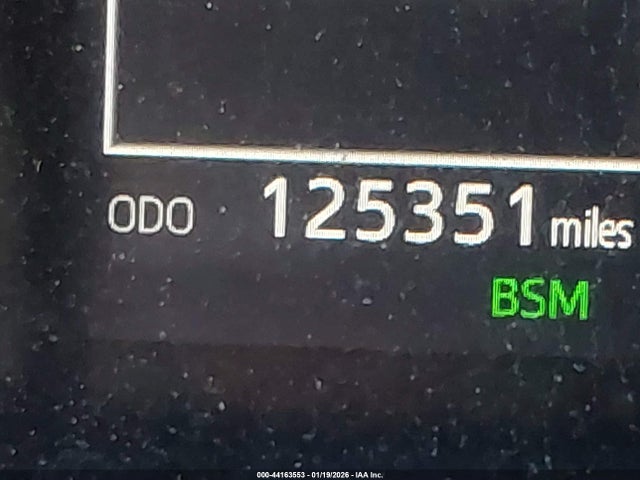 ODO 125351 miles
BSM
000-44163553 - 01/19/2026 - IAA Inc.